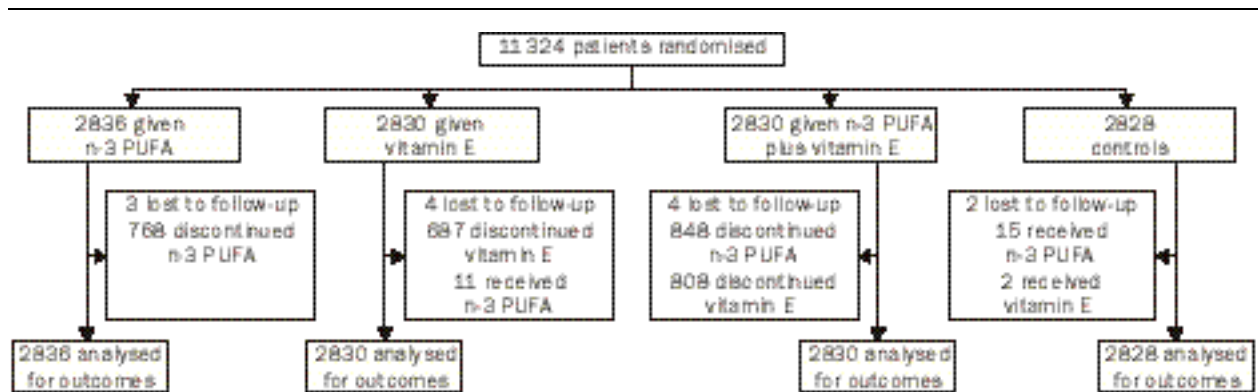 11 324 patients randomised
2836 given
n-3 PUFA
2830 given
vitamin E
2830 given n-3 PUFA
plus vitamin E
2828
controls
3 lost to follow-up
768 discontinued
n-3 PUFA
4 lost to follow-up
687 discontinued
vitamin E
11 received
n-3 PUFA
4 lost to follow-up
848 discontinued
n-3 PUFA
808 discontinued
vitamin E
2 lost to follow-up
15 received
n-3 PUFA
2 received
vitamin E
2836 analysed
for outcomes
2830 analysed
for outcomes
2830 analysed
for outcomes
2828 analysed
for outcomes